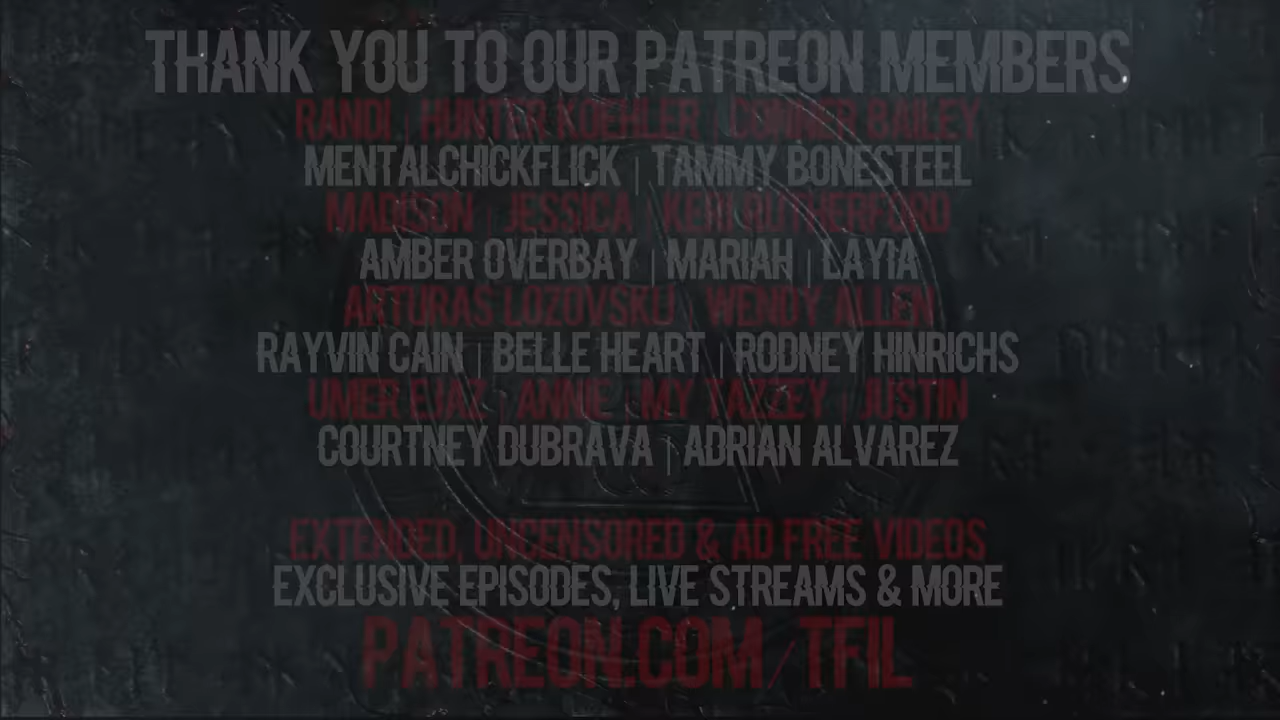 THANK YOU TO OUR PATREON MEMBERS
RANDI | HUNTER KOEHLER | CONNER BAILEY
MENTALCHICKFLICK | TAMMY BONESTEEL
MADISON | JESSICA | KERI RUTHERFORD
AMBER OVERBAY | MARIAH | LAYIA
ARTURAS LOZOVSKIJ | WENDY ALLEN
RAYVIN CAIN | BELLE HEART | RODNEY HINRICHS
UMER EJAZ | ANNIE | MY TAZZEY | JUSTIN
COURTNEY DUBRAVA | ADRIAN ALVAREZ
EXTENDED, UNCENSORED & AD FREE VIDEOS
EXCLUSIVE EPISODES, LIVE STREAMS & MORE
PATREON.COM/TFIL